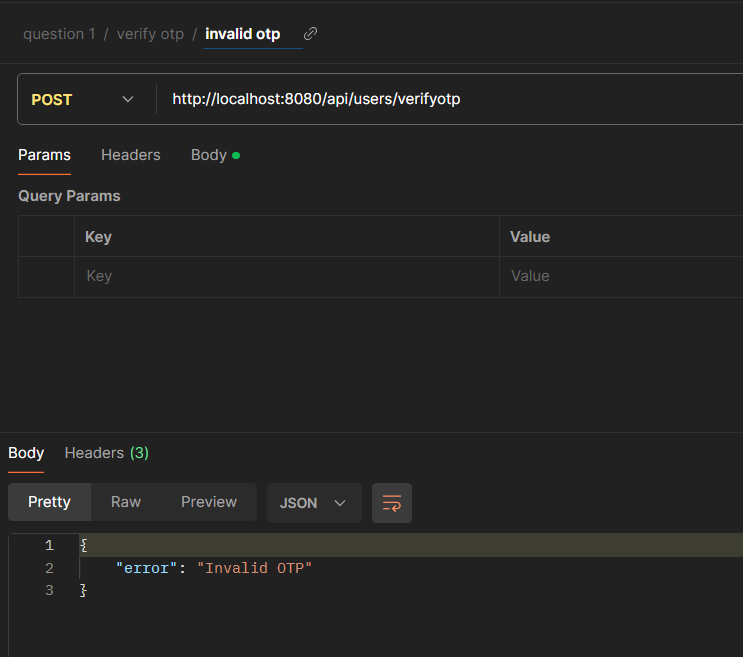 question 1 / verify otp / invalid otp
POST http://localhost:8080/api/users/verifyotp
Params Headers Body
Query Params
Key Value
Key Value
Body Headers (3)
Pretty Raw Preview JSON
1 {
2 "error": "Invalid OTP"
3 }